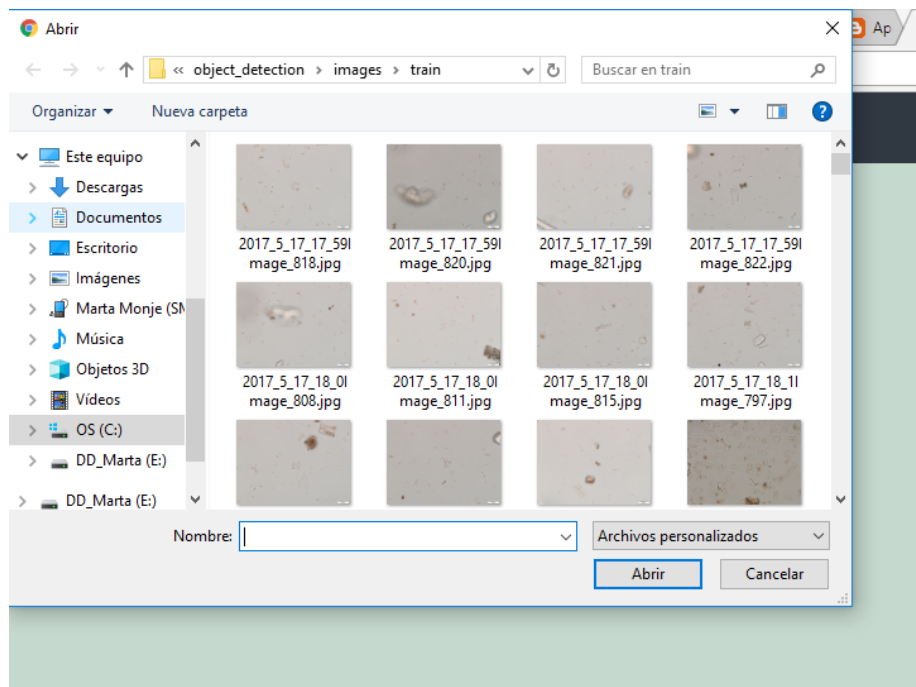 Abrir
Ap
« object_detection › images › train
Buscar en train
Organizar
Nueva carpeta
Este equipo
Descargas
Documentos
Escritorio
Imágenes
Marta Monje (SM
Música
Objetos 3D
Vídeos
OS (C:)
DD_Marta (E:)
DD_Marta (E:)
2017_5_17_17_59I
mage_818.jpg
2017_5_17_17_59I
mage_820.jpg
2017_5_17_17_59I
mage_821.jpg
2017_5_17_17_59I
mage_822.jpg
2017_5_17_18_0I
mage_808.jpg
2017_5_17_18_0I
mage_811.jpg
2017_5_17_18_0I
mage_815.jpg
2017_5_17_18_1I
mage_797.jpg
Nombre:
Archivos personalizados
Abrir
Cancelar